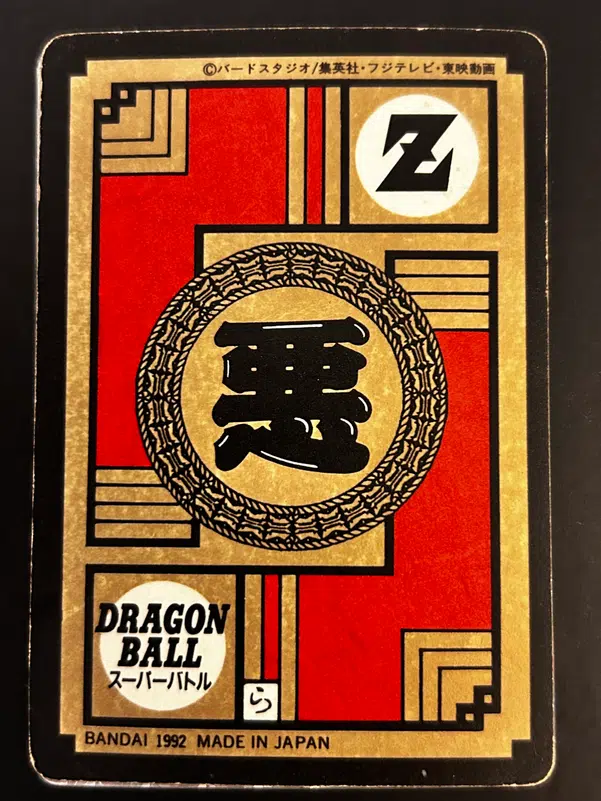 ©バードスタジオ/集英社・フジテレビ・東映動画
Z
悪
DRAGON
BALL
スーパーバトル
ら
BANDAI 1992 MADE IN JAPAN